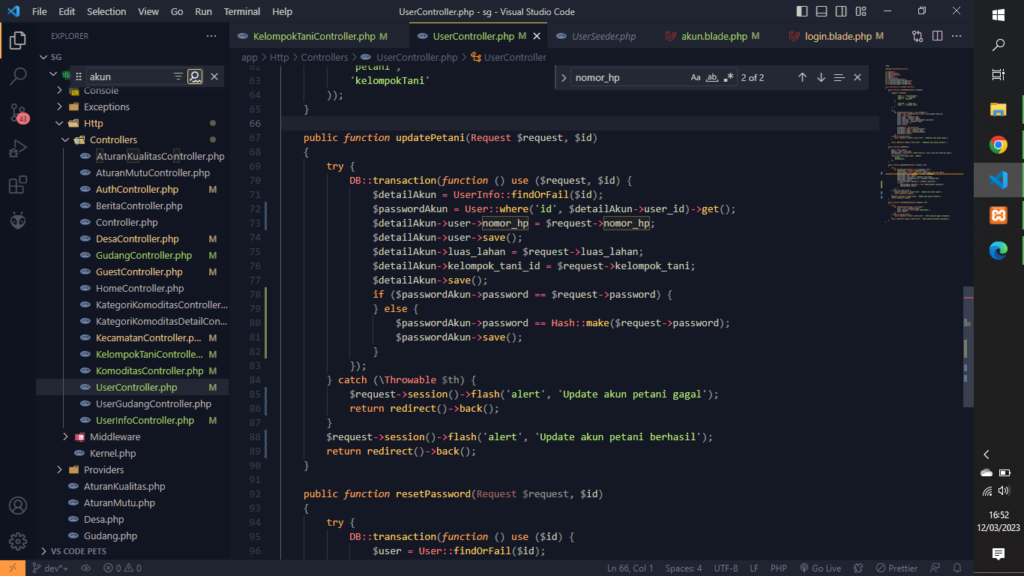 File Edit Selection View Go Run Terminal Help
UserController.php - sg - Visual Studio Code
EXPLORER
KelompokTaniController.php M
UserController.php M
UserSeeder.php
akun.blade.php M
login.blade.php M
SG
akun
app > Http > Controllers > UserController.php > UserController
nomor_hp
Aa ab
2 of 2
Console
Exceptions
Http
Controllers
AturanKualitasController.php
AturanMutuController.php
AuthController.php M
BeritaController.php
Controller.php
DesaController.php M
GudangController.php M
GuestController.php M
HomeController.php
KategoriKomoditasController...
KategoriKomoditasDetailCon...
KecamatanController.p... M
KelompokTaniControlle... M
KomoditasController.php M
UserController.php M
UserGudangController.php
UserInfoController.php M
Middleware
Kernel.php
Providers
AturanKualitas.php
AturanMutu.php
Desa.php
Gudang.php
VS CODE PETS
43
62 'petani',
63 'kelompokTani'
64 ));
65 }
66
67 public function updatePetani(Request $request, $id)
68 {
69 try {
70 DB::transaction(function () use ($request, $id) {
71 $detailAkun = UserInfo::findOrFail($id);
72 $passwordAkun = User::where('id', $detailAkun->user_id)->get();
73 $detailAkun->user->nomor_hp = $request->nomor_hp;
74 $detailAkun->user->save();
75 $detailAkun->luas_lahan = $request->luas_lahan;
76 $detailAkun->kelompok_tani_id = $request->kelompok_tani;
77 $detailAkun->save();
78 if ($passwordAkun->password == $request->password) {
79 } else {
80 $passwordAkun->password == Hash::make($request->password);
81 $passwordAkun->save();
82 }
83 });
84 } catch (\Throwable $th) {
85 $request->session()->flash('alert', 'Update akun petani gagal');
86 return redirect()->back();
87 }
88 $request->session()->flash('alert', 'Update akun petani berhasil');
89 return redirect()->back();
90 }
91
92 public function resetPassword(Request $request, $id)
93 {
94 try {
95 DB::transaction(function () use ($id) {
96 $user = User::findOrFail($id);
dev*+
0 0
Ln 66, Col 1 Spaces: 4 UTF-8 LF PHP Go Live Prettier
16:52
12/03/2023